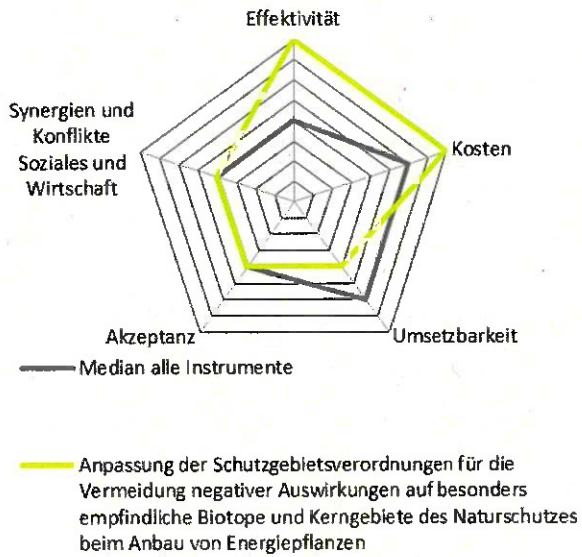 Effektivität
Synergien und
Konflikte
Soziales und
Wirtschaft
Kosten
Akzeptanz
Umsetzbarkeit
Median alle Instrumente
Anpassung der Schutzgebietsverordnungen für die
Vermeidung negativer Auswirkungen auf besonders
empfindliche Biotope und Kerngebiete des Naturschutzes
beim Anbau von Energiepflanzen